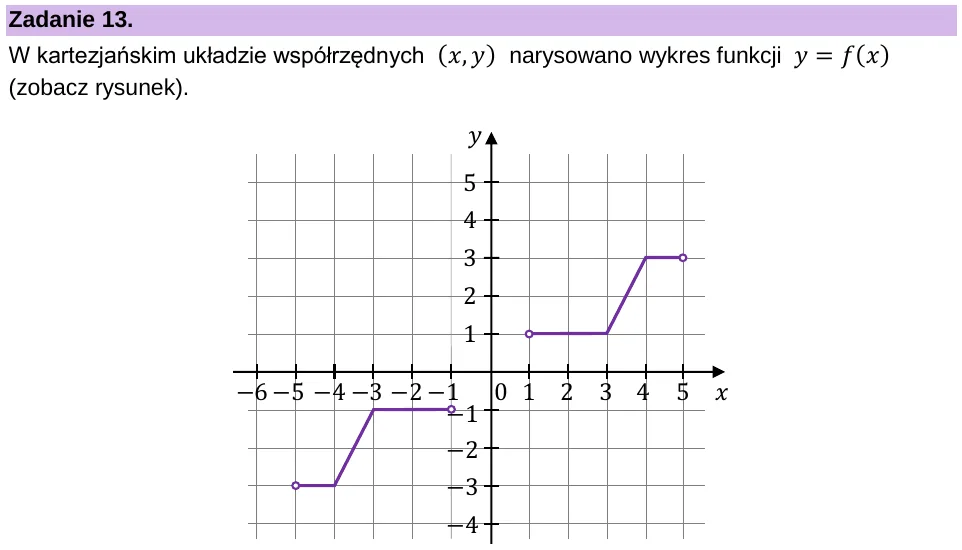 Zadanie 13.
W kartezjańskim układzie współrzędnych (x, y) narysowano wykres funkcji y = f(x)
(zobacz rysunek).
y
5
4
3
2
1
−6 −5 −4 −3 −2 −1 0 1 2 3 4 5 x
−1
−2
−3
−4